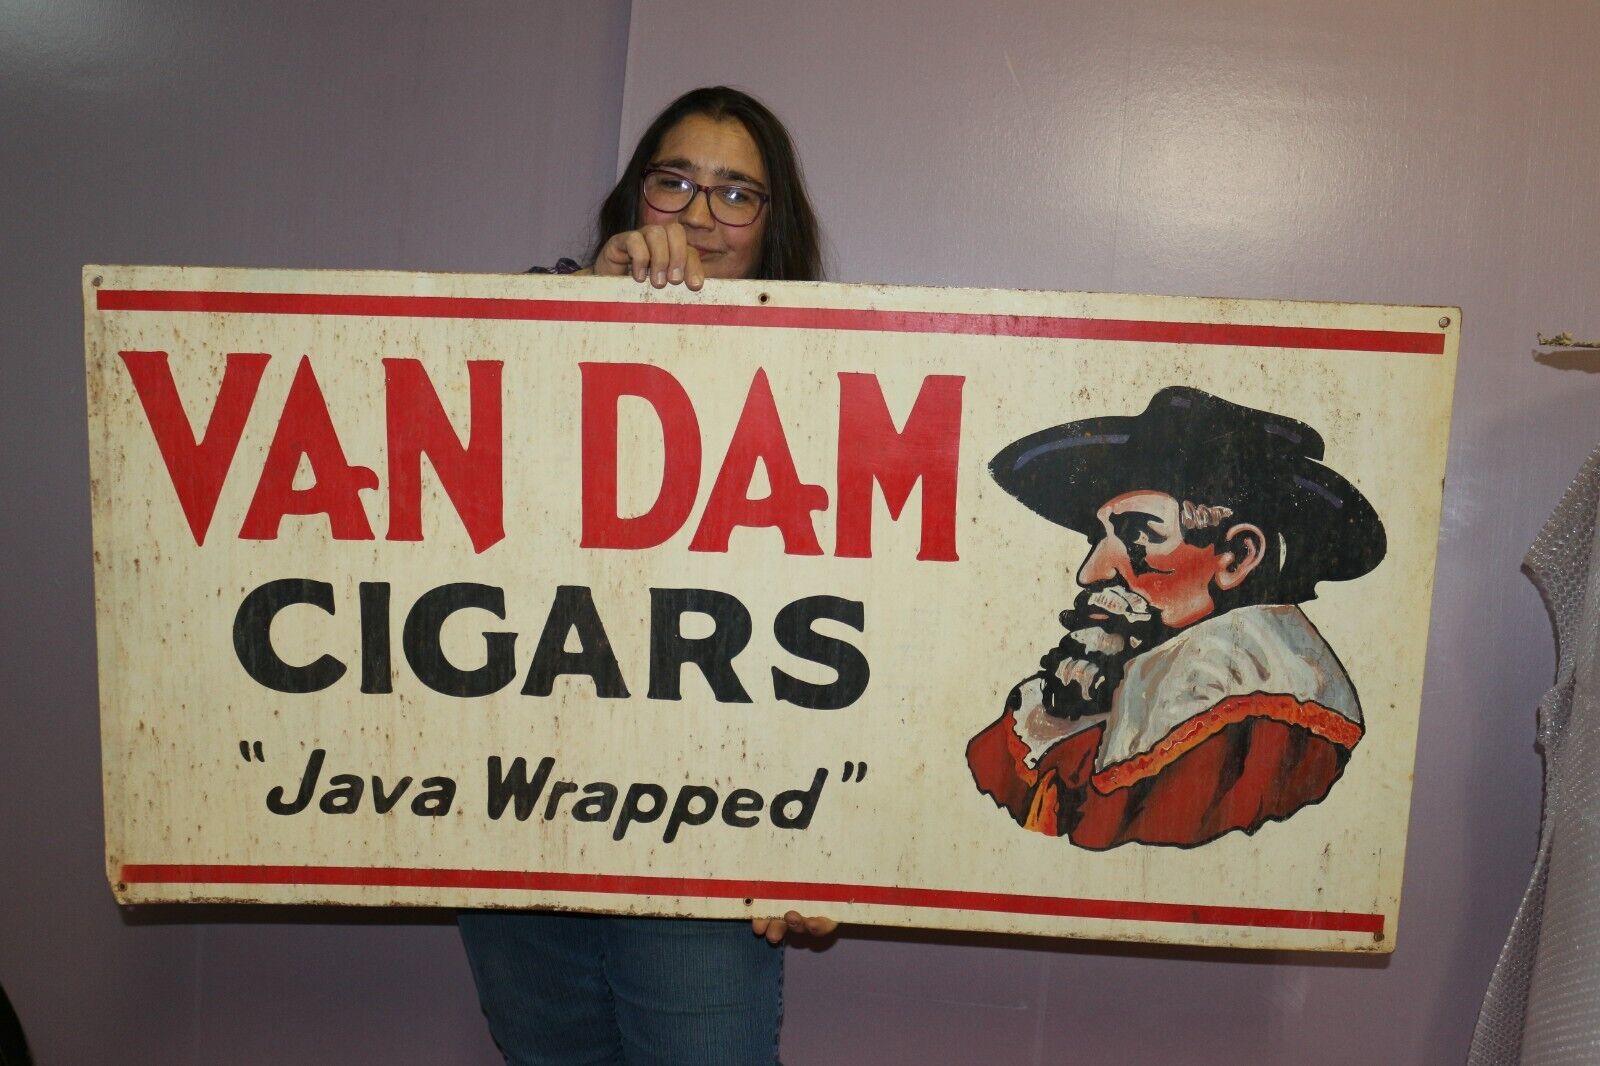 VAN DAM
CIGARS
"Java Wrapped"